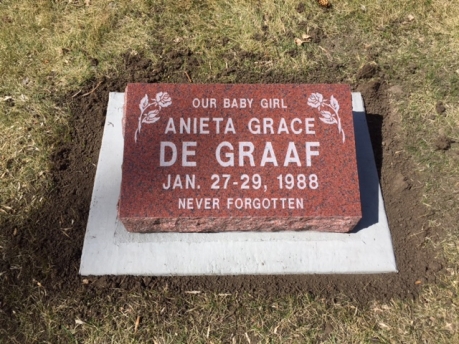 OUR BABY GIRL
ANIETA GRACE
DE GRAAF
JAN. 27-29, 1988
NEVER FORGOTTEN